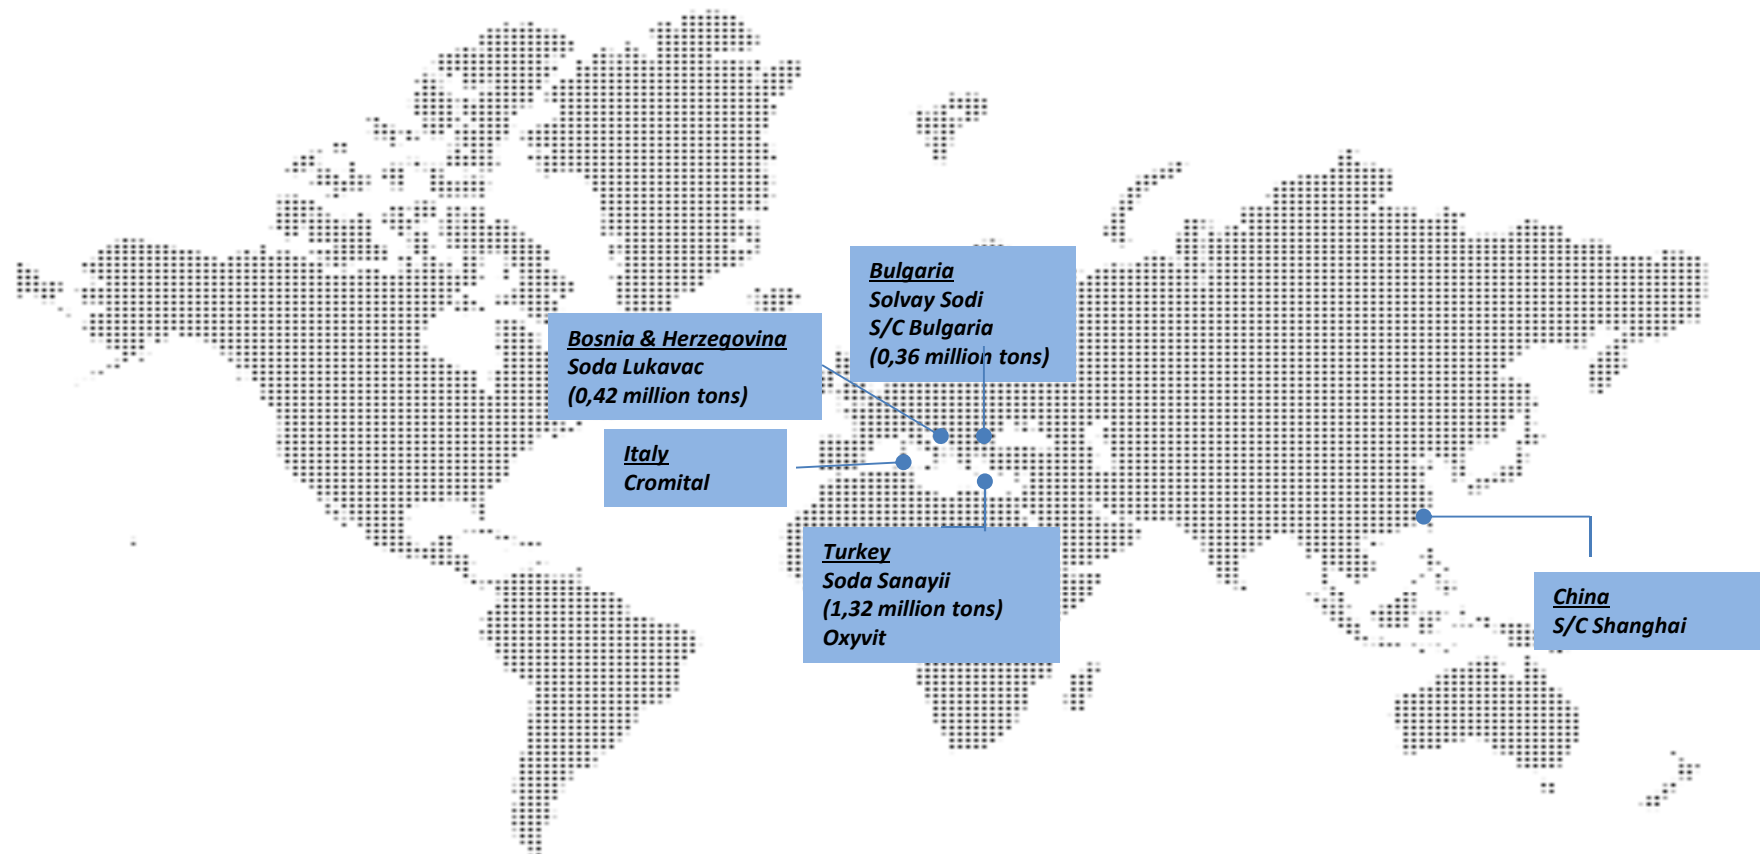 Bulgaria
Solvay Sodi
S/C Bulgaria
(0,36 million tons)
Bosnia & Herzegovina
Soda Lukavac
(0,42 million tons)
Italy
Cromital
Turkey
Soda Sanayii
(1,32 million tons)
Oxyvit
China
S/C Shanghai